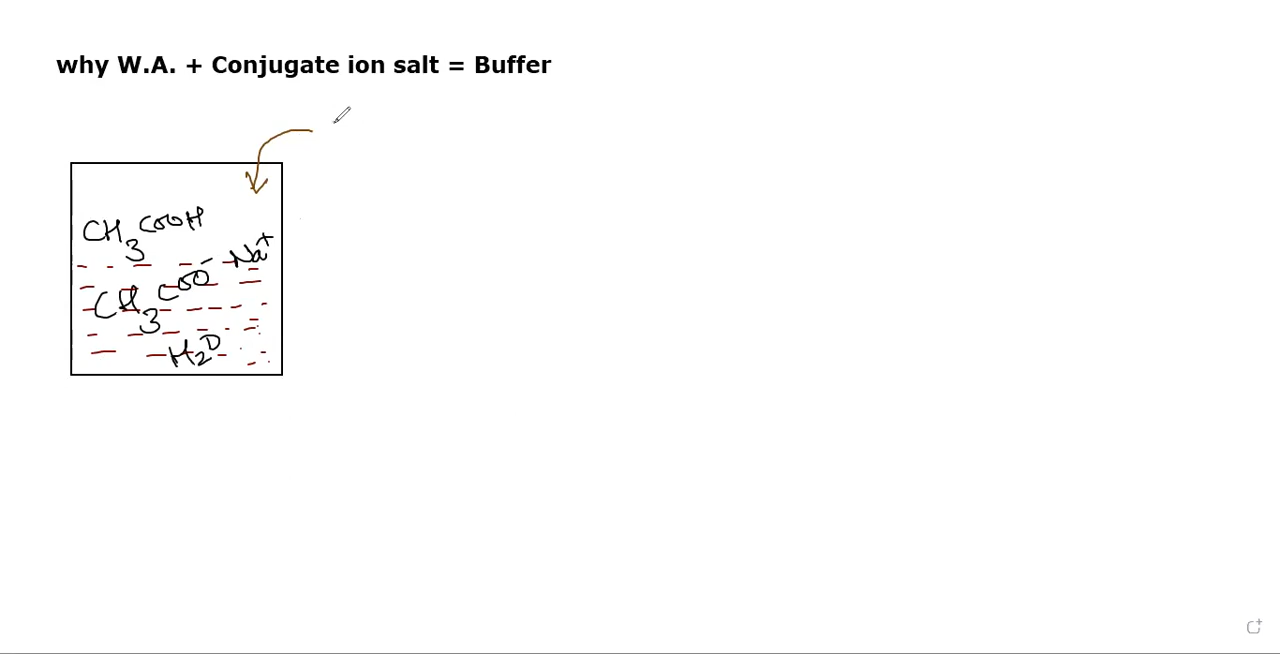 why W.A. + Conjugate ion salt = Buffer
CH3COOH
CH3COO- Na+
H2O